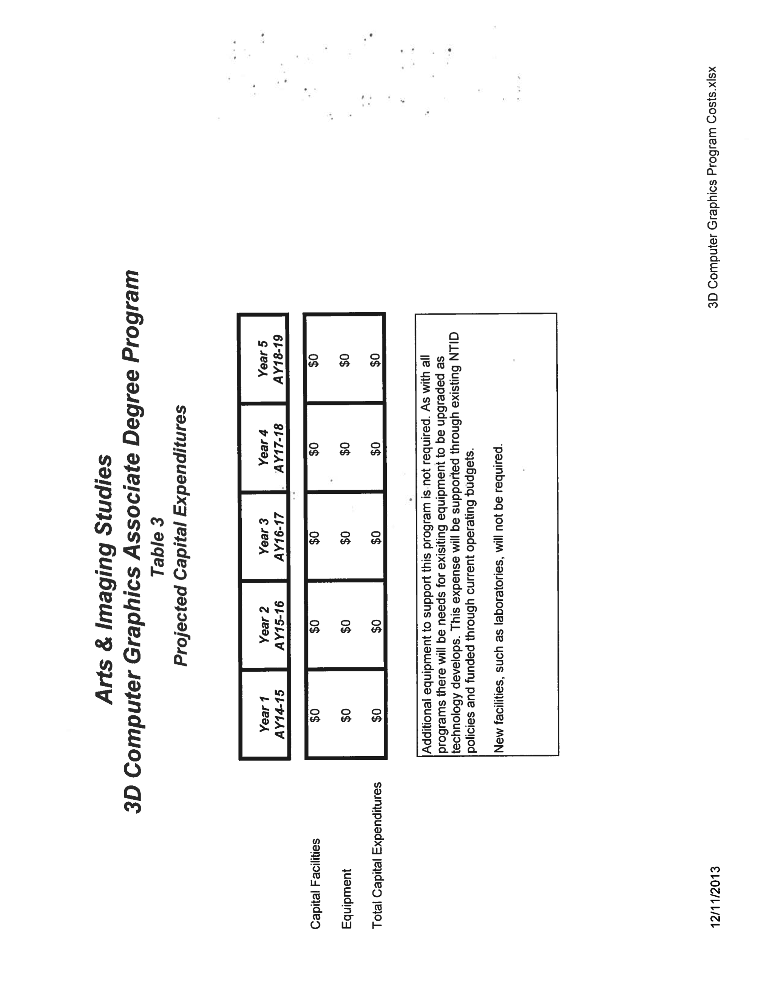 Arts & Imaging Studies
3D Computer Graphics Associate Degree Program
Table 3
Projected Capital Expenditures
Year 1 Year 2 Year 3 Year 4 Year 5
AY14-15 AY15-16 AY16-17 AY17-18 AY18-19
Capital Facilities $0 $0 $0 $0 $0
Equipment $0 $0 $0 $0 $0
Total Capital Expenditures $0 $0 $0 $0 $0
Additional equipment to support this program is not required. As with all
programs there will be needs for exisiting equipment to be upgraded as
technology develops. This expense will be supported through existing NTID
policies and funded through current operating budgets.
New facilities, such as laboratories, will not be required.
12/11/2013 3D Computer Graphics Program Costs.xlsx